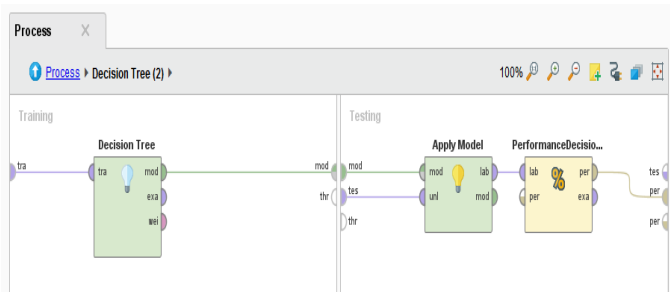 Process
Process ▸ Decision Tree (2) ▸
100%
Training
Testing
Decision Tree
Apply Model
PerformanceDecisio...
tra
tra
mod
exa
wei
mod
thr
mod
tes
thr
mod
unl
lab
mod
lab
per
%
per
exa
tes
per
per